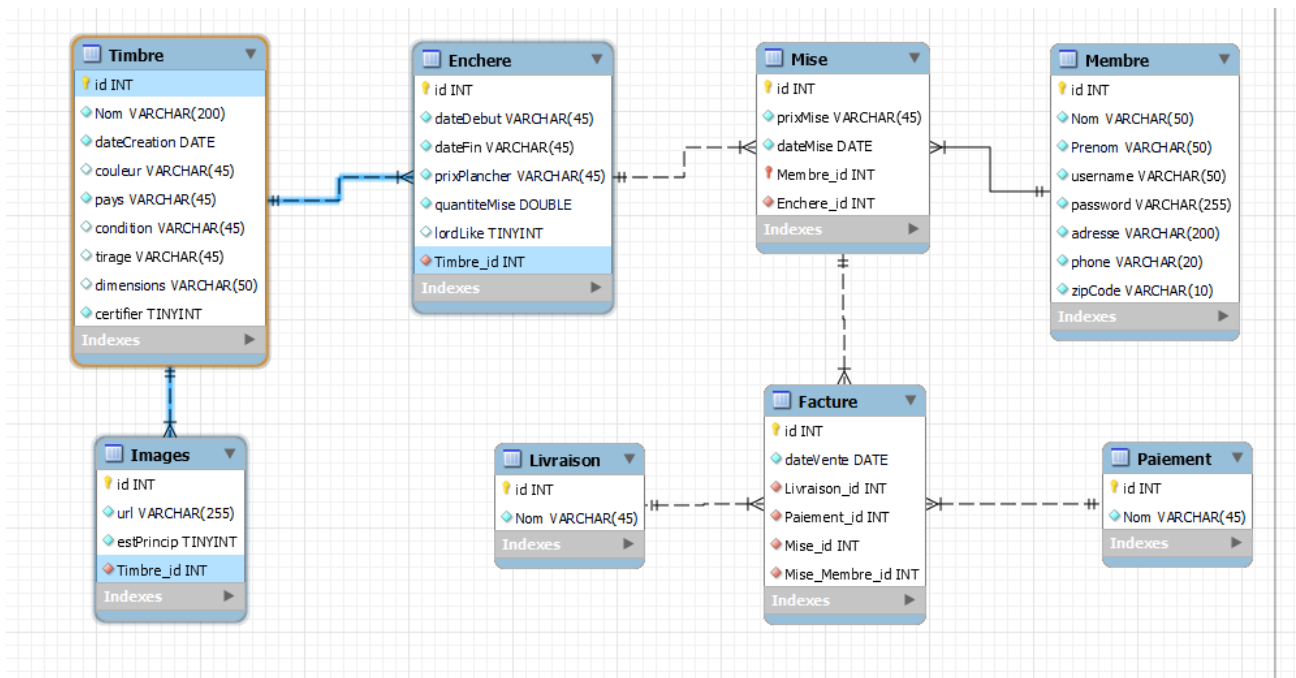 Timbre
id INT
Nom VARCHAR(200)
dateCreation DATE
couleur VARCHAR(45)
pays VARCHAR(45)
condition VARCHAR(45)
tirage VARCHAR(45)
dimensions VARCHAR(50)
certifier TINYINT
Indexes
Enchere
id INT
dateDebut VARCHAR(45)
dateFin VARCHAR(45)
prixPlancher VARCHAR(45)
quantiteMise DOUBLE
lordLike TINYINT
Timbre_id INT
Indexes
Mise
id INT
prixMise VARCHAR(45)
dateMise DATE
Membre_id INT
Enchere_id INT
Indexes
Membre
id INT
Nom VARCHAR(50)
Prenom VARCHAR(50)
username VARCHAR(50)
password VARCHAR(255)
adresse VARCHAR(200)
phone VARCHAR(20)
zipCode VARCHAR(10)
Indexes
Images
id INT
url VARCHAR(255)
estPrincip TINYINT
Timbre_id INT
Indexes
Livraison
id INT
Nom VARCHAR(45)
Indexes
Facture
id INT
dateVente DATE
Livraison_id INT
Paiement_id INT
Mise_id INT
Mise_Membre_id INT
Indexes
Paiement
id INT
Nom VARCHAR(45)
Indexes